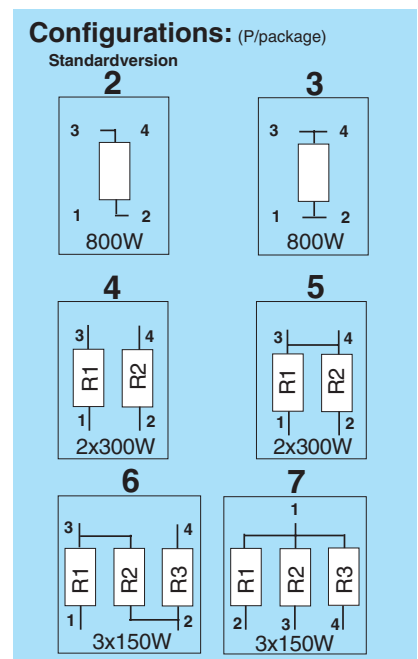 Configurations: (P/package)
Standardversion
2
3
3 4
1 2
800W
3 4
1 2
800W
4
5
3 4
R1 R2
1 2
2x300W
3 4
R1 R2
1 2
2x300W
6
7
3 4
R1 R2 R3
1 2
3x150W
1
R1 R2 R3
2 3 4
3x150W